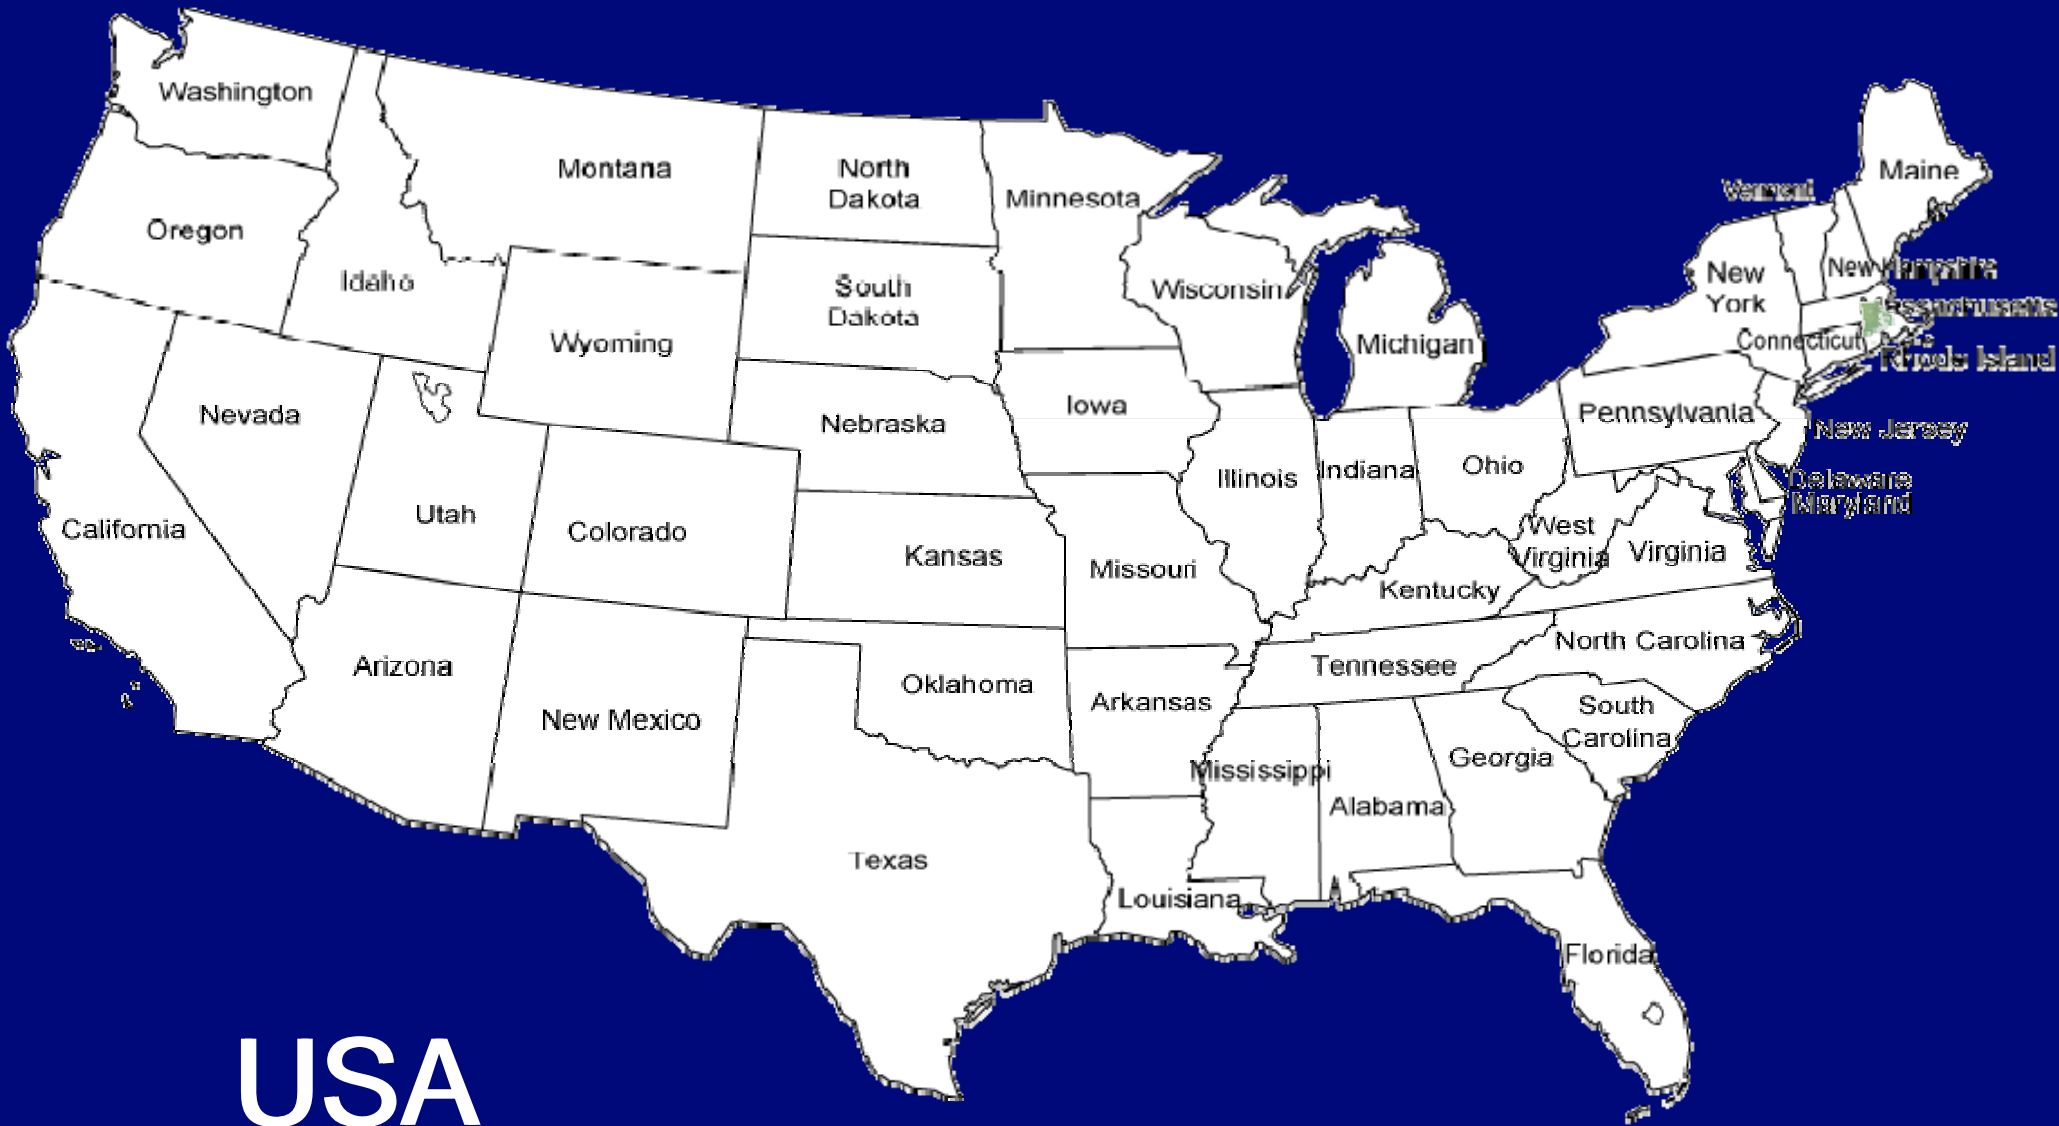 Washington
Montana
North
Dakota
Minnesota
Maine
Vermont
Oregon
Idaho
South
Dakota
Wisconsin
New
York
New Hampshire
Massachusetts
Wyoming
Michigan
Connecticut
Rhode Island
Nevada
Nebraska
Iowa
Pennsylvania
New Jersey
Utah
Colorado
Illinois
Indiana
Ohio
Delaware
Maryland
California
Kansas
Missouri
West
Virginia
Virginia
Kentucky
Arizona
New Mexico
Oklahoma
Arkansas
Tennessee
North Carolina
South
Carolina
Mississippi
Alabama
Georgia
Texas
Louisiana
Florida
USA